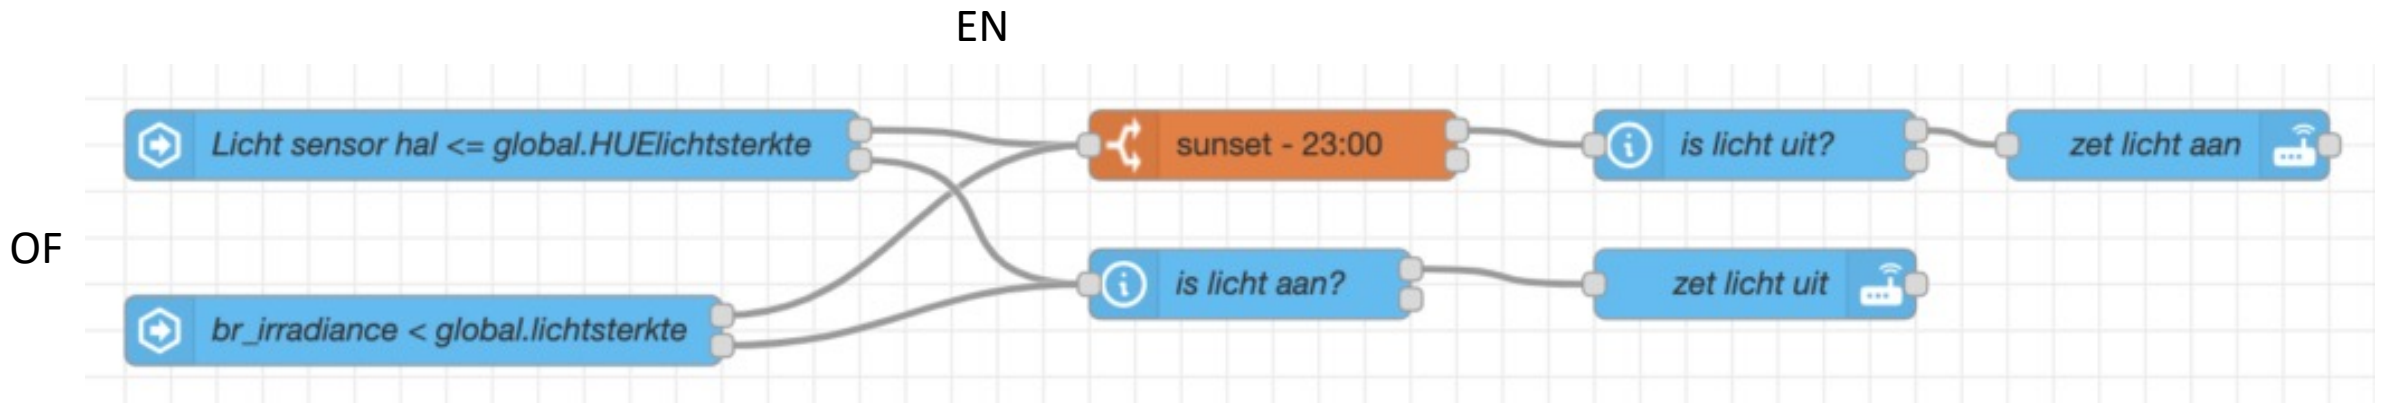 EN
Licht sensor hal <= global.HUElichtsterkte
sunset - 23:00
is licht uit?
zet licht aan
OF
is licht aan?
zet licht uit
br_irradiance < global.lichtsterkte